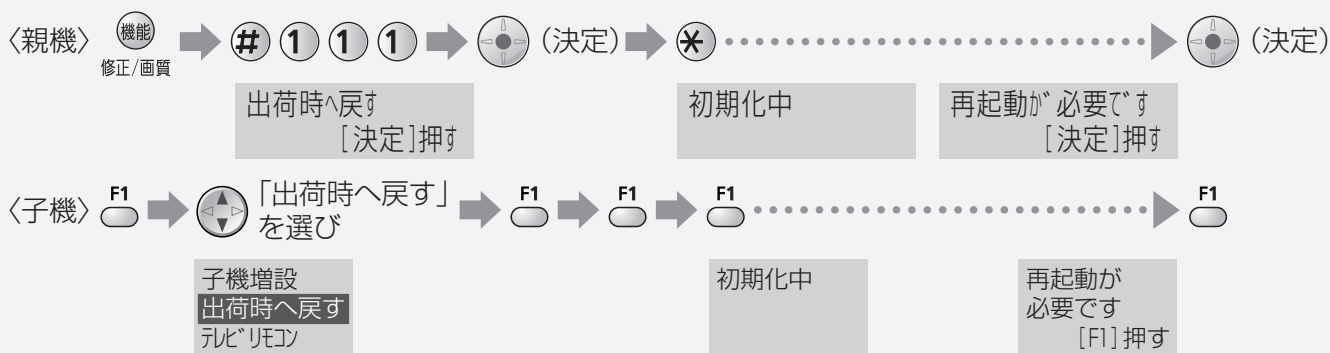 〈親機〉 機能 # 1 1 1 (決定) * (決定)
修正/画質
出荷時へ戻す 初期化中 再起動が必要です
[決定]押す [決定]押す
〈子機〉 F1 「出荷時へ戻す」 F1 F1 F1 F1
を選び
子機増設 初期化中 再起動が
出荷時へ戻す 必要です
テレビリモコン [F1]押す